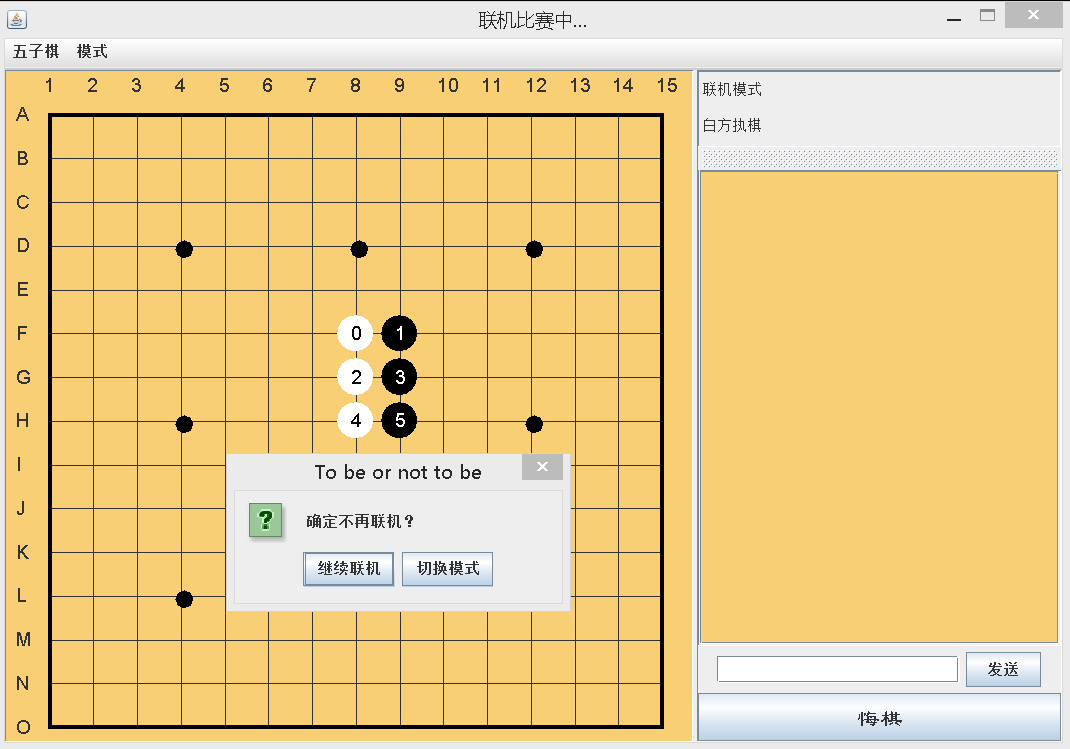 联机比赛中...
五子棋 模式
1 2 3 4 5 6 7 8 9 10 11 12 13 14 15
A
B
C
D
E
F
G
H
I
J
K
L
M
N
O
0 1
2 3
4 5
To be or not to be
?
确定不再联机？
继续联机 切换模式
联机模式
白方执棋
发送
悔棋